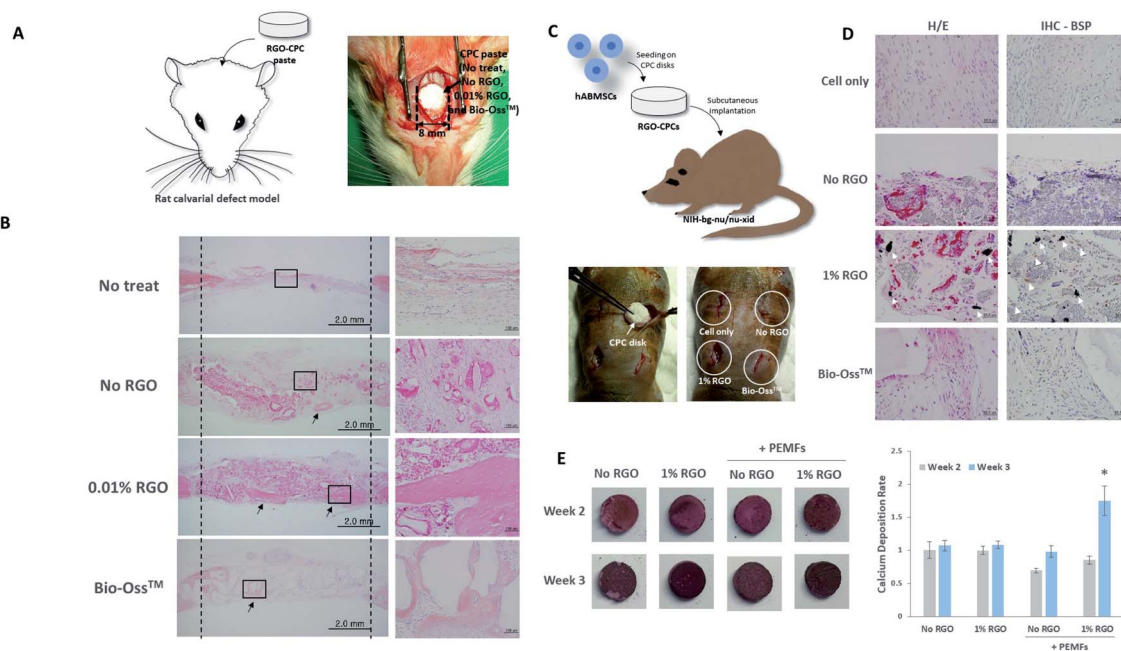 A
RGO-CPC
paste
Rat calvarial defect model
CPC paste
(No treat,
No RGO,
0.01% RGO,
and Bio-Oss™)
8 mm
B
No treat
2.0 mm
No RGO
2.0 mm
0.01% RGO
2.0 mm
Bio-Oss™
2.0 mm
C
hABMSCs
Seeding on
CPC disks
RGO-CPCs
Subcutaneous
implantation
NIH-bg-nu/nu-xid
CPC disk
Cell only
No RGO
1% RGO
Bio-Oss™
D
H/E
IHC - BSP
Cell only
No RGO
1% RGO
Bio-Oss™
E
+ PEMFs
No RGO
1% RGO
No RGO
1% RGO
Week 2
Week 3
Calcium Deposition Rate
2.5
2
1.5
1
0.5
0
Week 2
Week 3
*
No RGO
1% RGO
No RGO
1% RGO
+ PEMFs